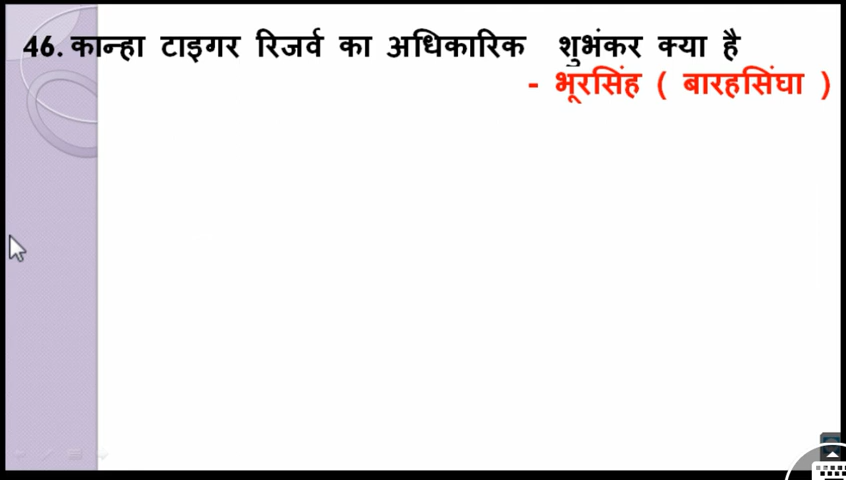 46. कान्हा टाइगर रिजर्व का अधिकारिक शुभंकर क्या है
- भूरसिंह ( बारहसिंघा )